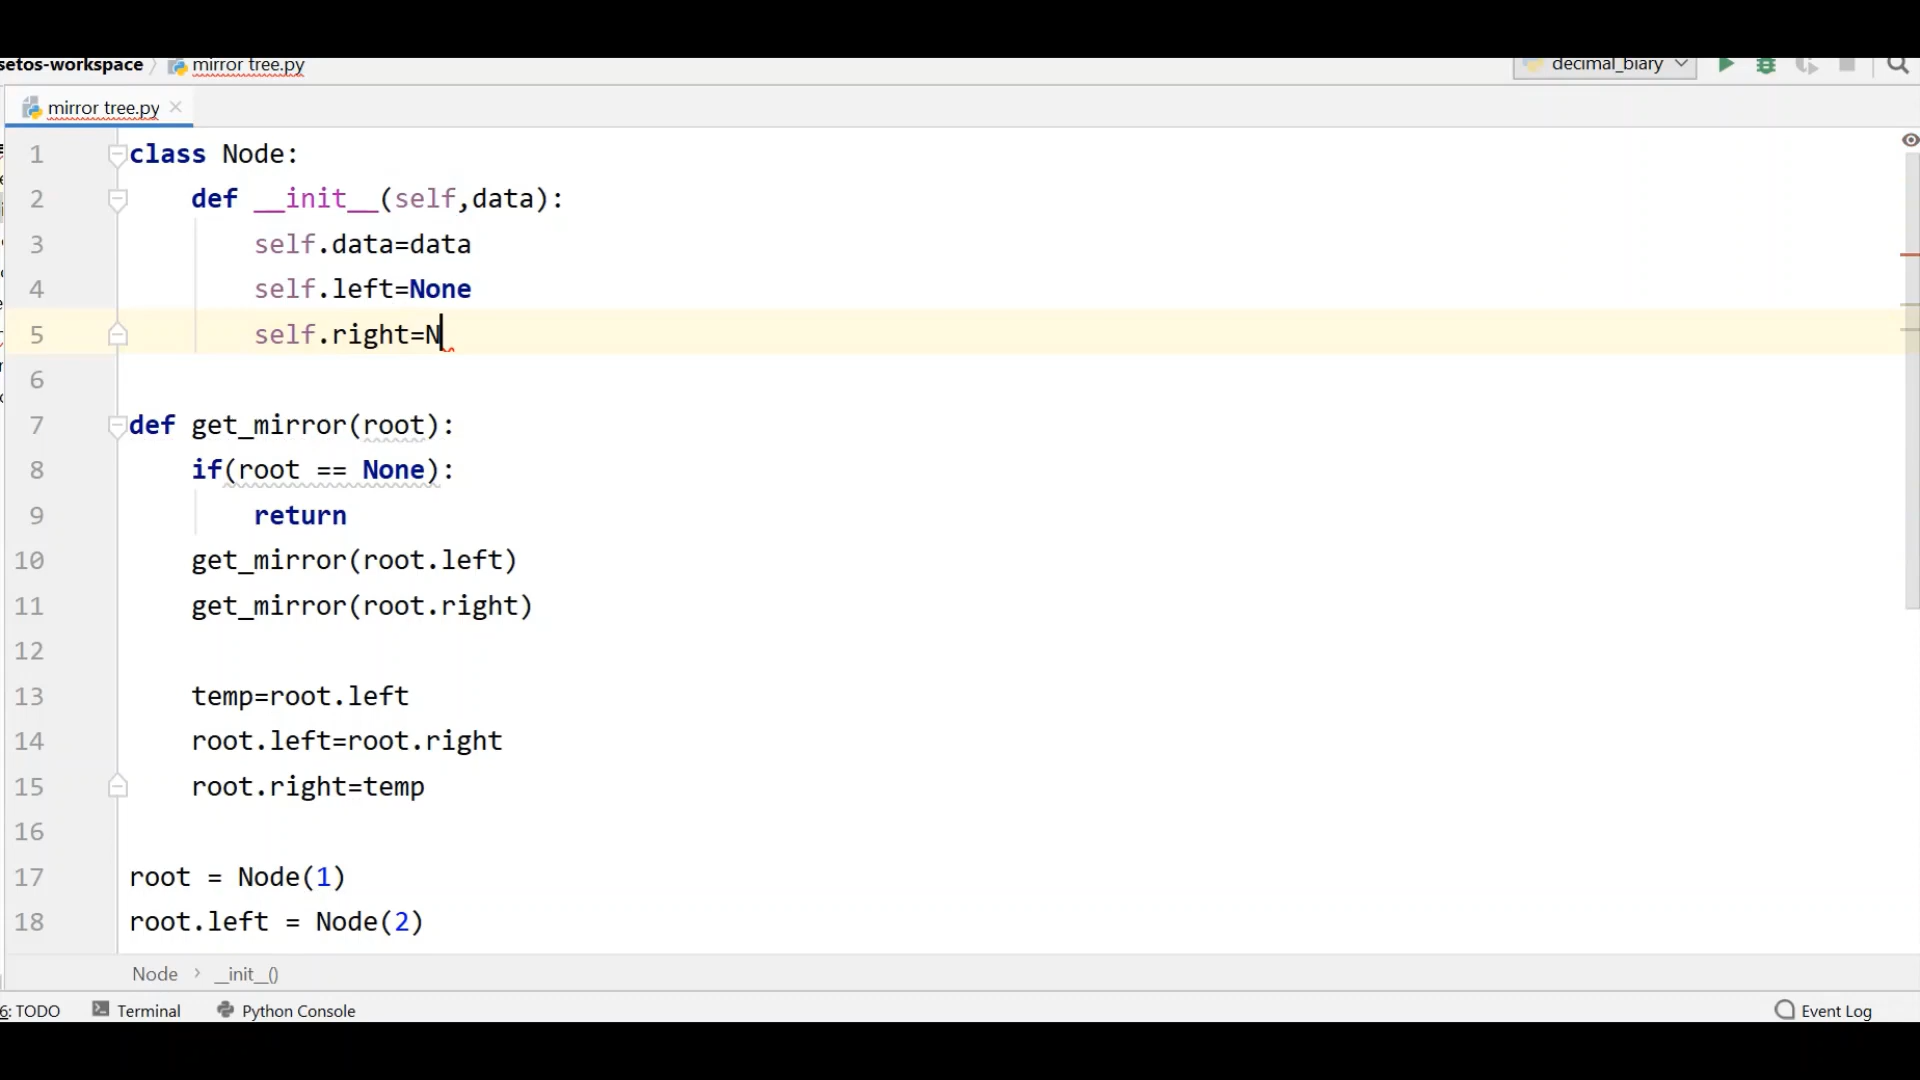 setos-workspace mirror tree.py decimal_biary
mirror tree.py
1 class Node:
2 def __init__(self,data):
3 self.data=data
4 self.left=None
5 self.right=N
6
7 def get_mirror(root):
8 if(root == None):
9 return
10 get_mirror(root.left)
11 get_mirror(root.right)
12
13 temp=root.left
14 root.left=root.right
15 root.right=temp
16
17 root = Node(1)
18 root.left = Node(2)
Node __init__()
6: TODO Terminal Python Console Event Log